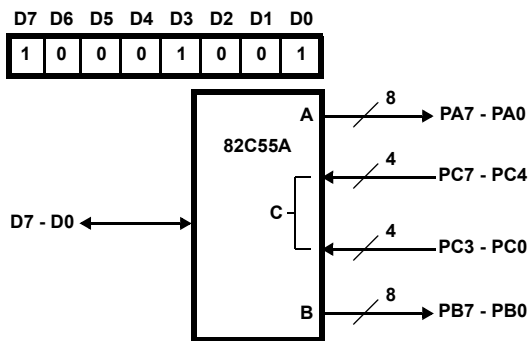 D7 D6 D5 D4 D3 D2 D1 D0
1 0 0 0 1 0 0 1
A 8 PA7 - PA0
82C55A
4 PC7 - PC4
C
D7 - D0
4 PC3 - PC0
B 8 PB7 - PB0